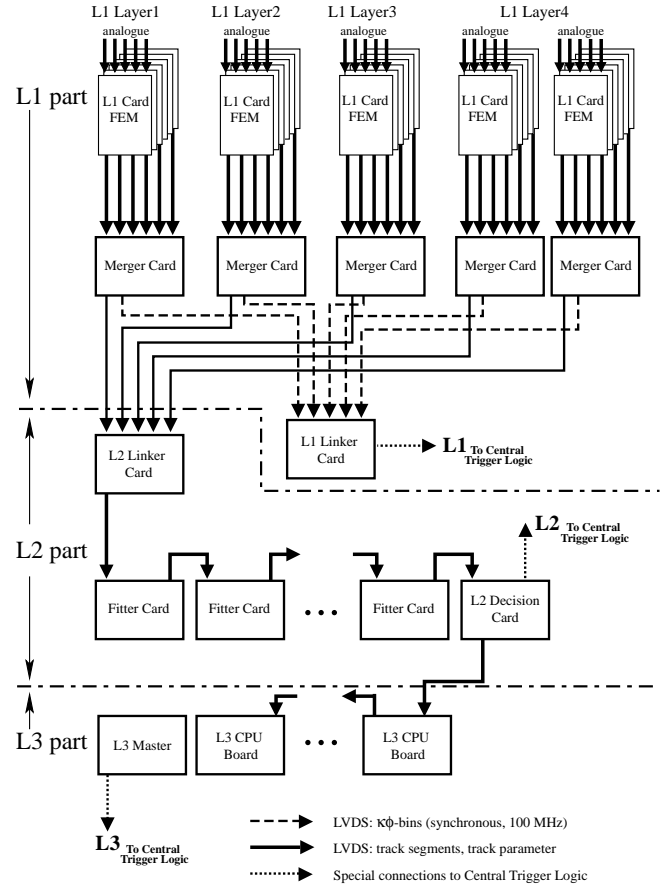 L1 Layer1
L1 Layer2
L1 Layer3
L1 Layer4
analogue
analogue
analogue
analogue
analogue
L1 part
L1 Card
FEM
L1 Card
FEM
L1 Card
FEM
L1 Card
FEM
L1 Card
FEM
Merger Card
Merger Card
Merger Card
Merger Card
Merger Card
L2 Linker
Card
L1 Linker
Card
L1 To Central
Trigger Logic
L2 part
L2 To Central
Trigger Logic
Fitter Card
Fitter Card
• • •
Fitter Card
L2 Decision
Card
L3 part
L3 Master
L3 CPU
Board
• • •
L3 CPU
Board
L3 To Central
Trigger Logic
LVDS: κϕ-bins (synchronous, 100 MHz)
LVDS: track segments, track parameter
Special connections to Central Trigger Logic